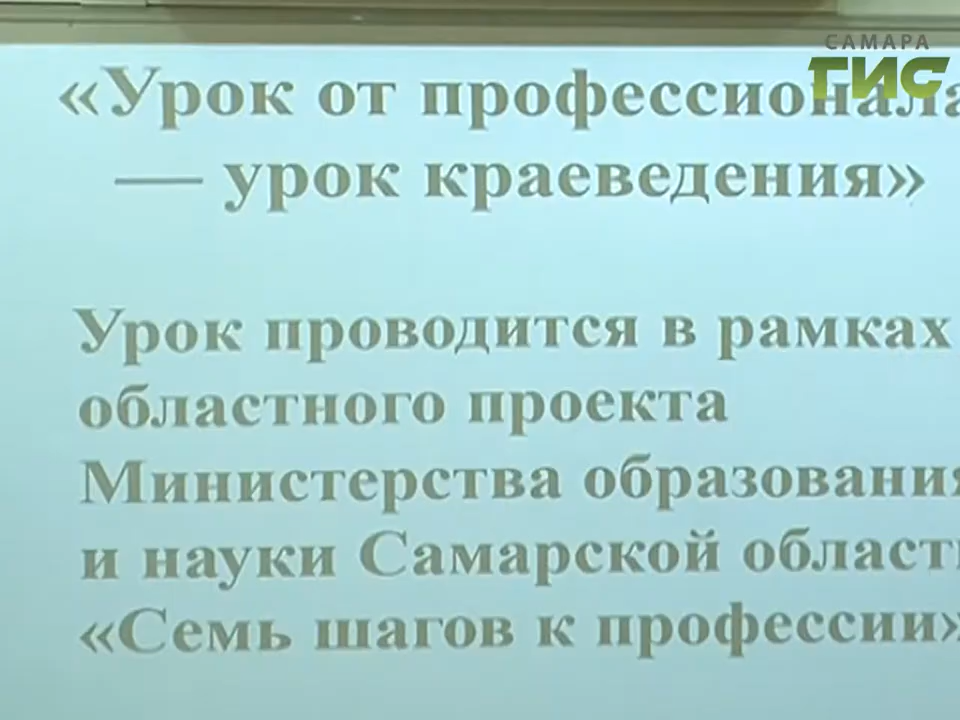 САМАРА
ГИС
«Урок от профессионала
— урок краеведения»
Урок проводится в рамках
областного проекта
Министерства образования
и науки Самарской област
«Семь шагов к профессии»